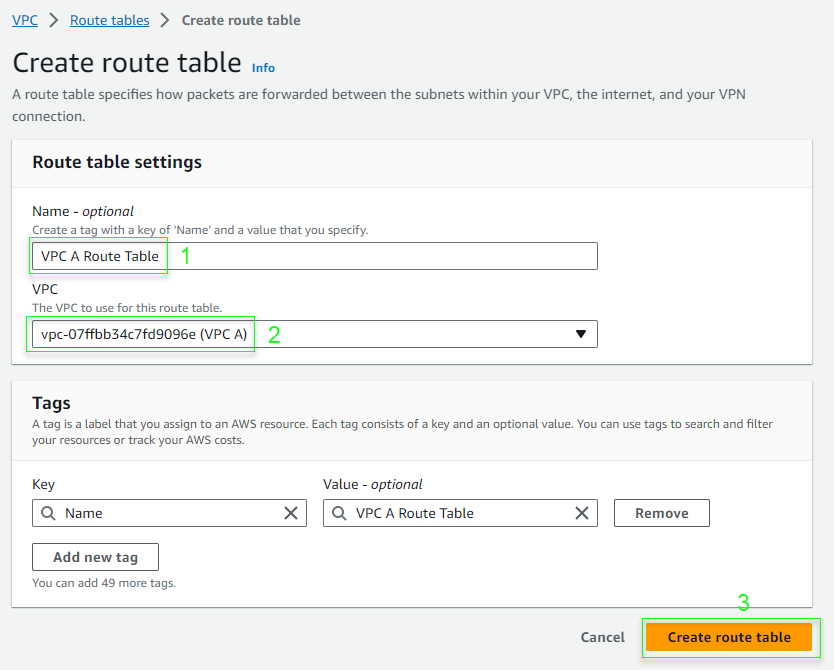 VPC > Route tables > Create route table
Create route table Info
A route table specifies how packets are forwarded between the subnets within your VPC, the internet, and your VPN
connection.
Route table settings
Name - optional
Create a tag with a key of 'Name' and a value that you specify.
VPC A Route Table 1
VPC
The VPC to use for this route table.
vpc-07ffbb34c7fd9096e (VPC A) 2
Tags
A tag is a label that you assign to an AWS resource. Each tag consists of a key and an optional value. You can use tags to search and filter
your resources or track your AWS costs.
Key Value - optional
Name VPC A Route Table Remove
Add new tag
You can add 49 more tags.
3
Cancel Create route table